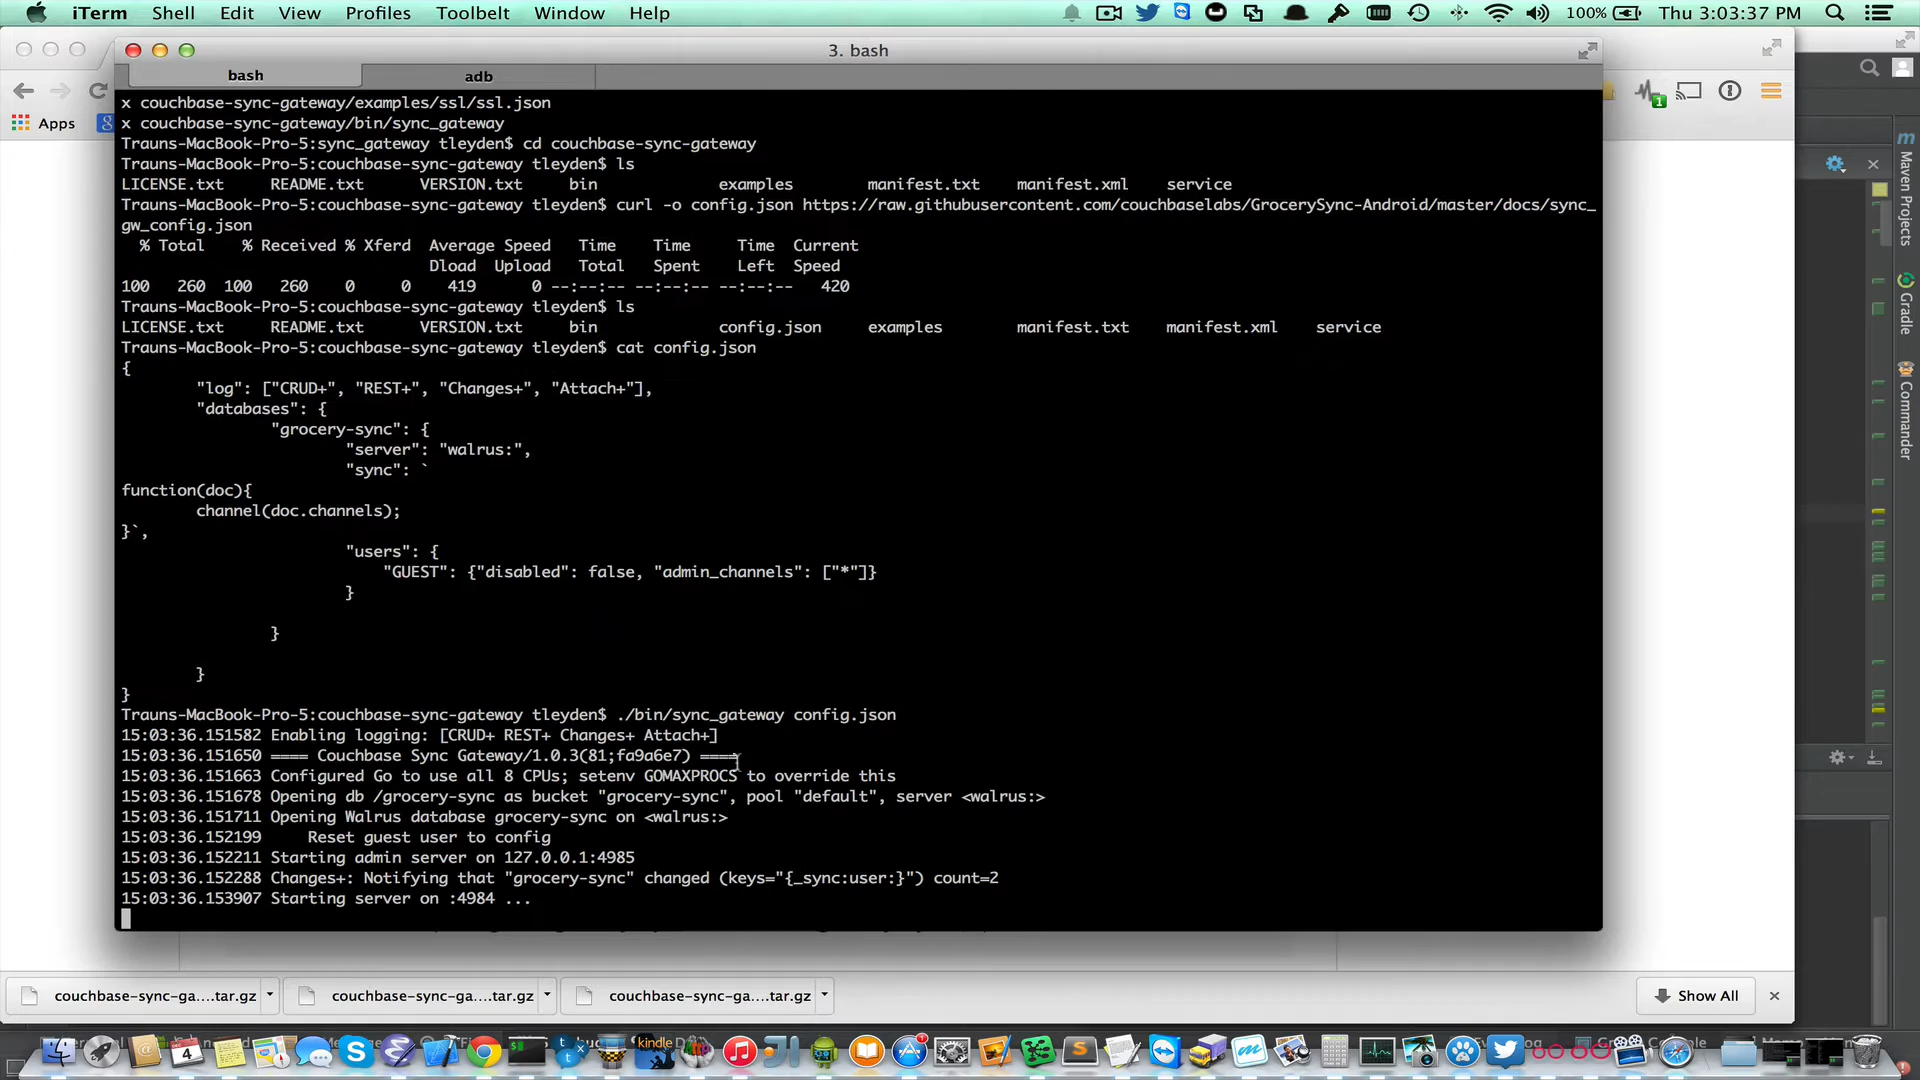 iTerm Shell Edit View Profiles Toolbelt Window Help 100% Thu 3:03:37 PM
3. bash
bash adb
Apps
x couchbase-sync-gateway/examples/ssl/ssl.json
x couchbase-sync-gateway/bin/sync_gateway
Trauns-MacBook-Pro-5:sync_gateway tleyden$ cd couchbase-sync-gateway
Trauns-MacBook-Pro-5:couchbase-sync-gateway tleyden$ ls
LICENSE.txt README.txt VERSION.txt bin examples manifest.txt manifest.xml service
Trauns-MacBook-Pro-5:couchbase-sync-gateway tleyden$ curl -o config.json https://raw.githubusercontent.com/couchbaselabs/GrocerySync-Android/master/docs/sync_
gw_config.json
% Total % Received % Xferd Average Speed Time Time Time Current
Dload Upload Total Spent Left Speed
100 260 100 260 0 0 419 0 --:--:-- --:--:-- --:--:-- 420
Trauns-MacBook-Pro-5:couchbase-sync-gateway tleyden$ ls
LICENSE.txt README.txt VERSION.txt bin config.json examples manifest.txt manifest.xml service
Trauns-MacBook-Pro-5:couchbase-sync-gateway tleyden$ cat config.json
{
"log": ["CRUD+", "REST+", "Changes+", "Attach+"],
"databases": {
"grocery-sync": {
"server": "walrus:",
"sync": `
function(doc){
channel(doc.channels);
}`,
"users": {
"GUEST": {"disabled": false, "admin_channels": ["*"]}
}
}
}
}
Trauns-MacBook-Pro-5:couchbase-sync-gateway tleyden$ ./bin/sync_gateway config.json
15:03:36.151582 Enabling logging: [CRUD+ REST+ Changes+ Attach+]
15:03:36.151650 ==== Couchbase Sync Gateway/1.0.3(81;fa9a6e7) ====
15:03:36.151663 Configured Go to use all 8 CPUs; setenv GOMAXPROCS to override this
15:03:36.151678 Opening db /grocery-sync as bucket "grocery-sync", pool "default", server <walrus:>
15:03:36.151711 Opening Walrus database grocery-sync on <walrus:>
15:03:36.152199 Reset guest user to config
15:03:36.152211 Starting admin server on 127.0.0.1:4985
15:03:36.152288 Changes+: Notifying that "grocery-sync" changed (keys="{_sync:user:}") count=2
15:03:36.153907 Starting server on :4984 ...
1
Maven Projects
Gradle
Commander
couchbase-sync-ga....tar.gz couchbase-sync-ga....tar.gz couchbase-sync-ga....tar.gz Show All
4
kindle